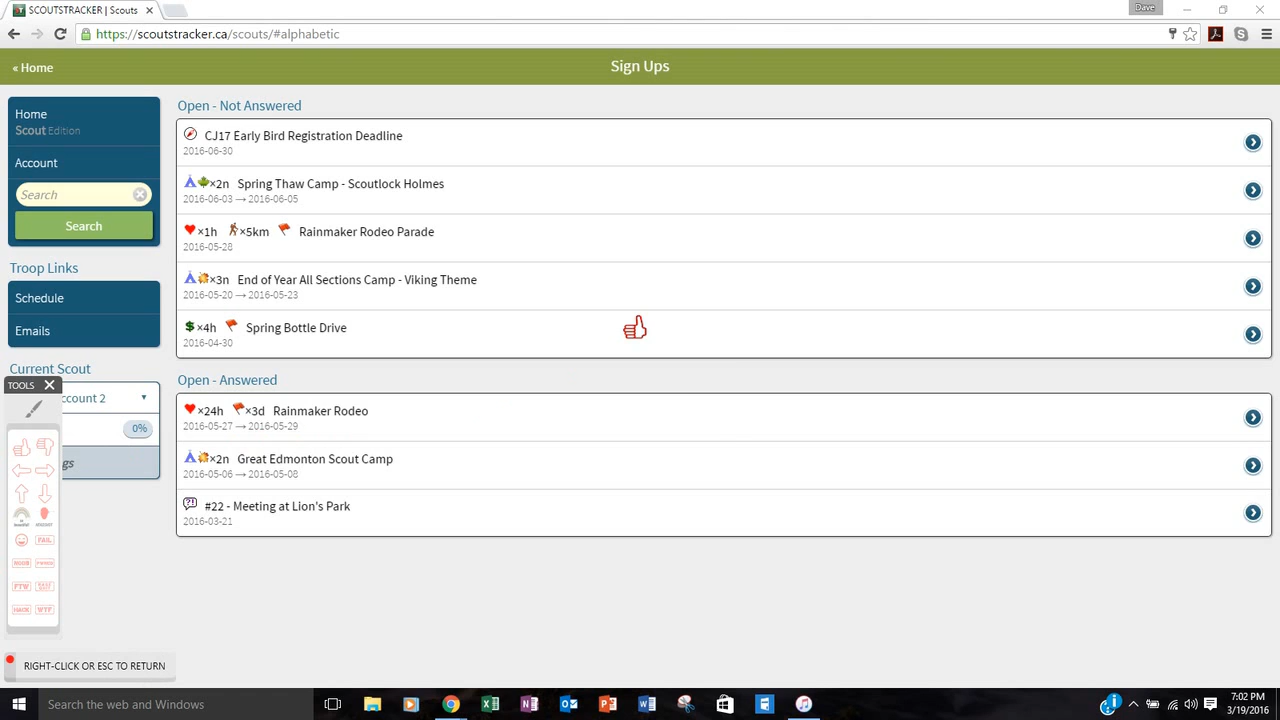 SCOUTSTRACKER | Scouts
Dave
https://scoutstracker.ca/scouts/#alphabetic
« Home
Sign Ups
Home
Scout Edition
Account
Search
Search
Troop Links
Schedule
Emails
Current Scout
TOOLS
ccount 2
0%
gs
FAIL
NOOB
FTW
HACK WTF
RIGHT-CLICK OR ESC TO RETURN
Open - Not Answered
CJ17 Early Bird Registration Deadline
2016-06-30
×2n Spring Thaw Camp - Scoutlock Holmes
2016-06-03 → 2016-06-05
×1h ×5km Rainmaker Rodeo Parade
2016-05-28
×3n End of Year All Sections Camp - Viking Theme
2016-05-20 → 2016-05-23
$ ×4h Spring Bottle Drive
2016-04-30
Open - Answered
×24h ×3d Rainmaker Rodeo
2016-05-27 → 2016-05-29
×2n Great Edmonton Scout Camp
2016-05-06 → 2016-05-08
?! #22 - Meeting at Lion's Park
2016-03-21
Search the web and Windows
7:02 PM
3/19/2016